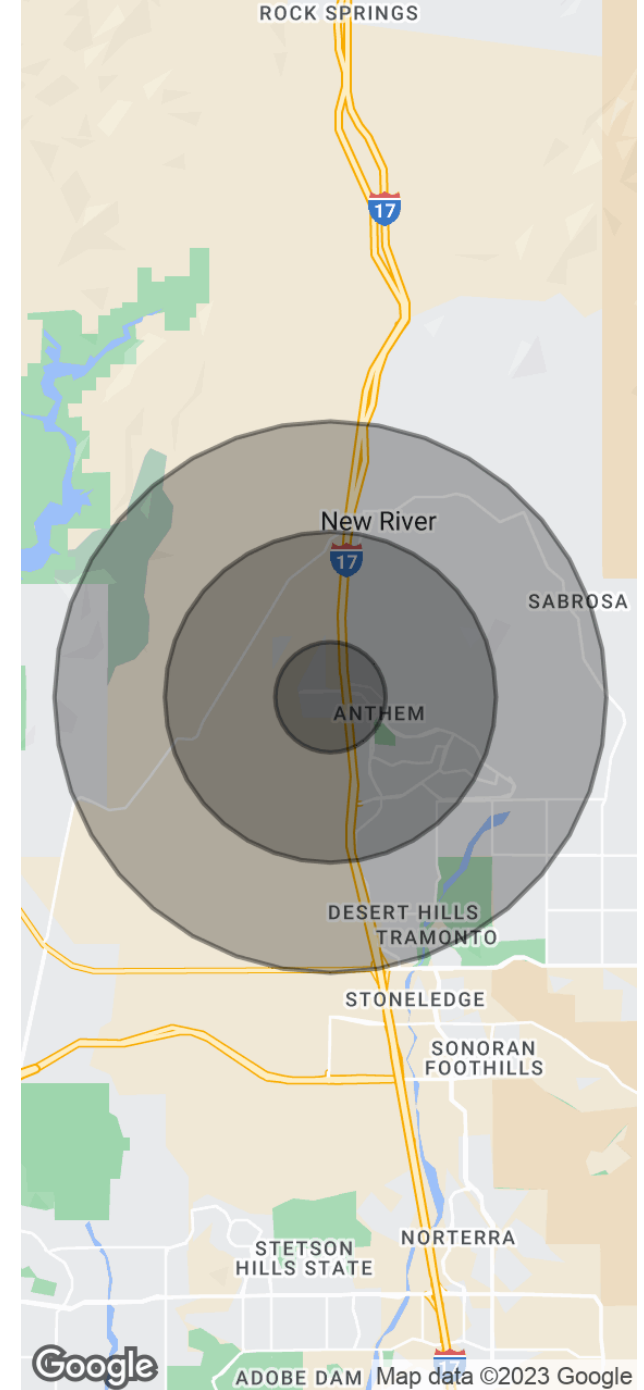 ROCK SPRINGS
17
New River
17
SABROSA
ANTHEM
DESERT HILLS
TRAMONTO
STONELEDGE
SONORAN
FOOTHILLS
NORTERRA
STETSON
HILLS STATE
17
Google
ADOBE DAM
Map data ©2023 Google